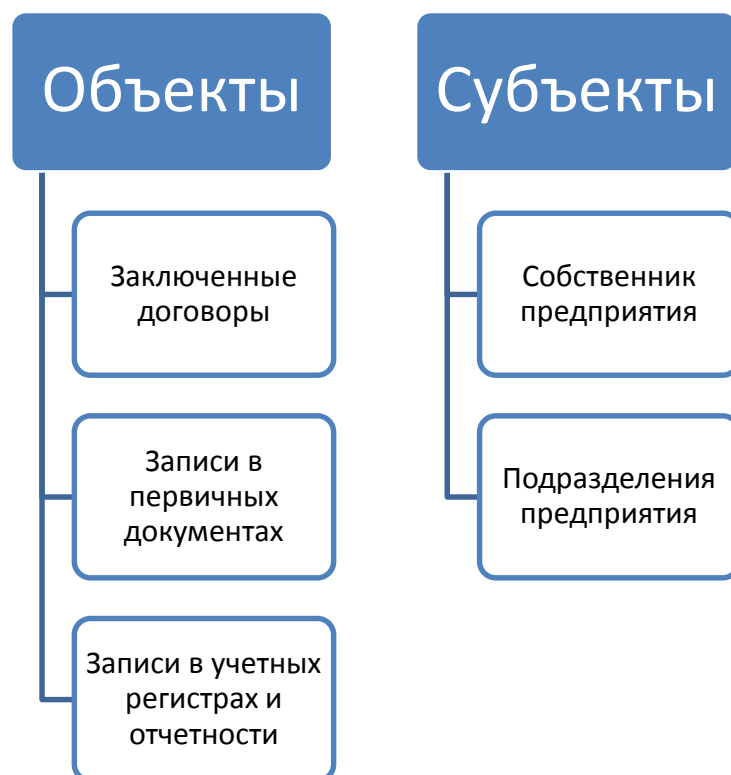 Объекты
Заключенные
договоры
Записи в
первичных
документах
Записи в учетных
регистрах и
отчетности
Субъекты
Собственник
предприятия
Подразделения
предприятия